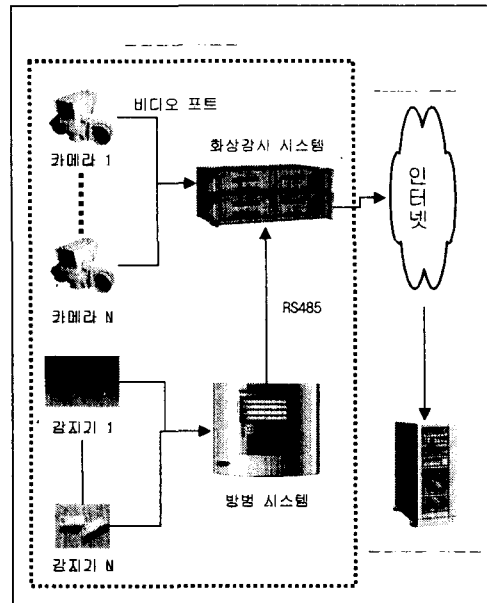 비디오 포트
카메라 1
화상감시 시스템
인터넷
카메라 N
RS485
감지기 1
방범 시스템
감지기 N